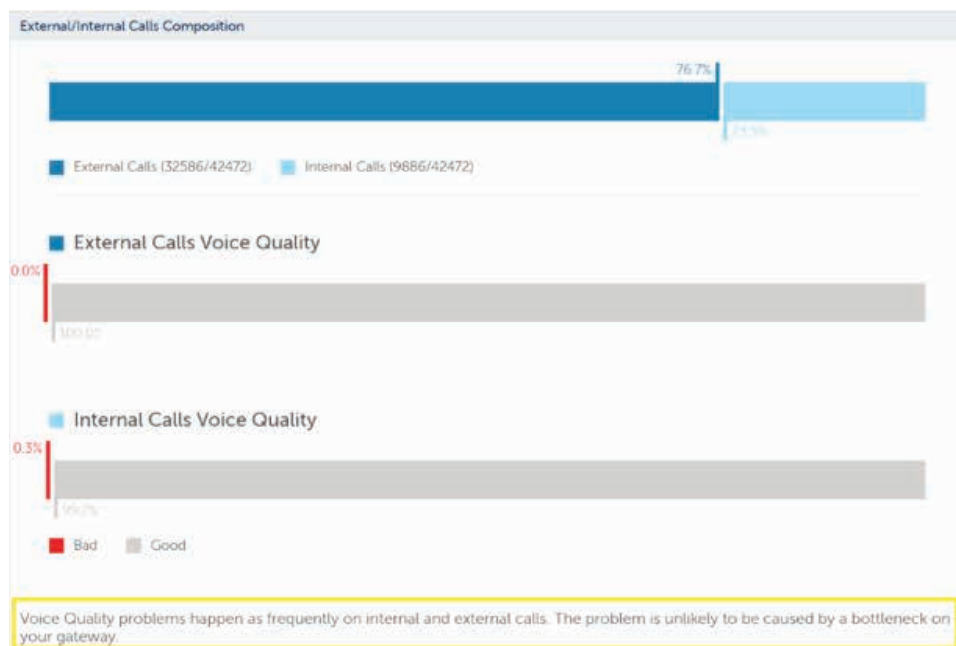 External/Internal Calls Composition
76.7%
External Calls (32586/42472) Internal Calls (9886/42472)
External Calls Voice Quality
0.0%
Internal Calls Voice Quality
0.3%
99.7%
Bad Good
Voice Quality problems happen as frequently on internal and external calls. The problem is unlikely to be caused by a bottleneck on
your gateway.